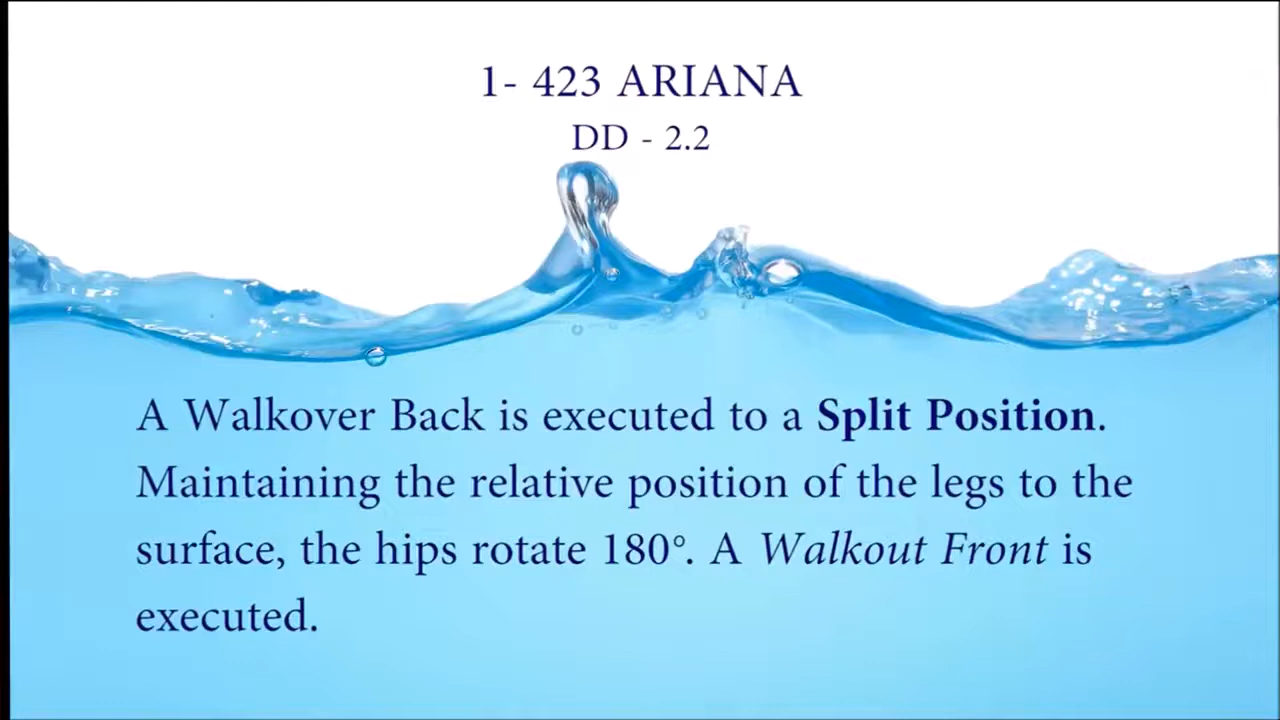 1- 423 ARIANA
DD - 2.2
A Walkover Back is executed to a Split Position.
Maintaining the relative position of the legs to the
surface, the hips rotate 180°. A Walkout Front is
executed.